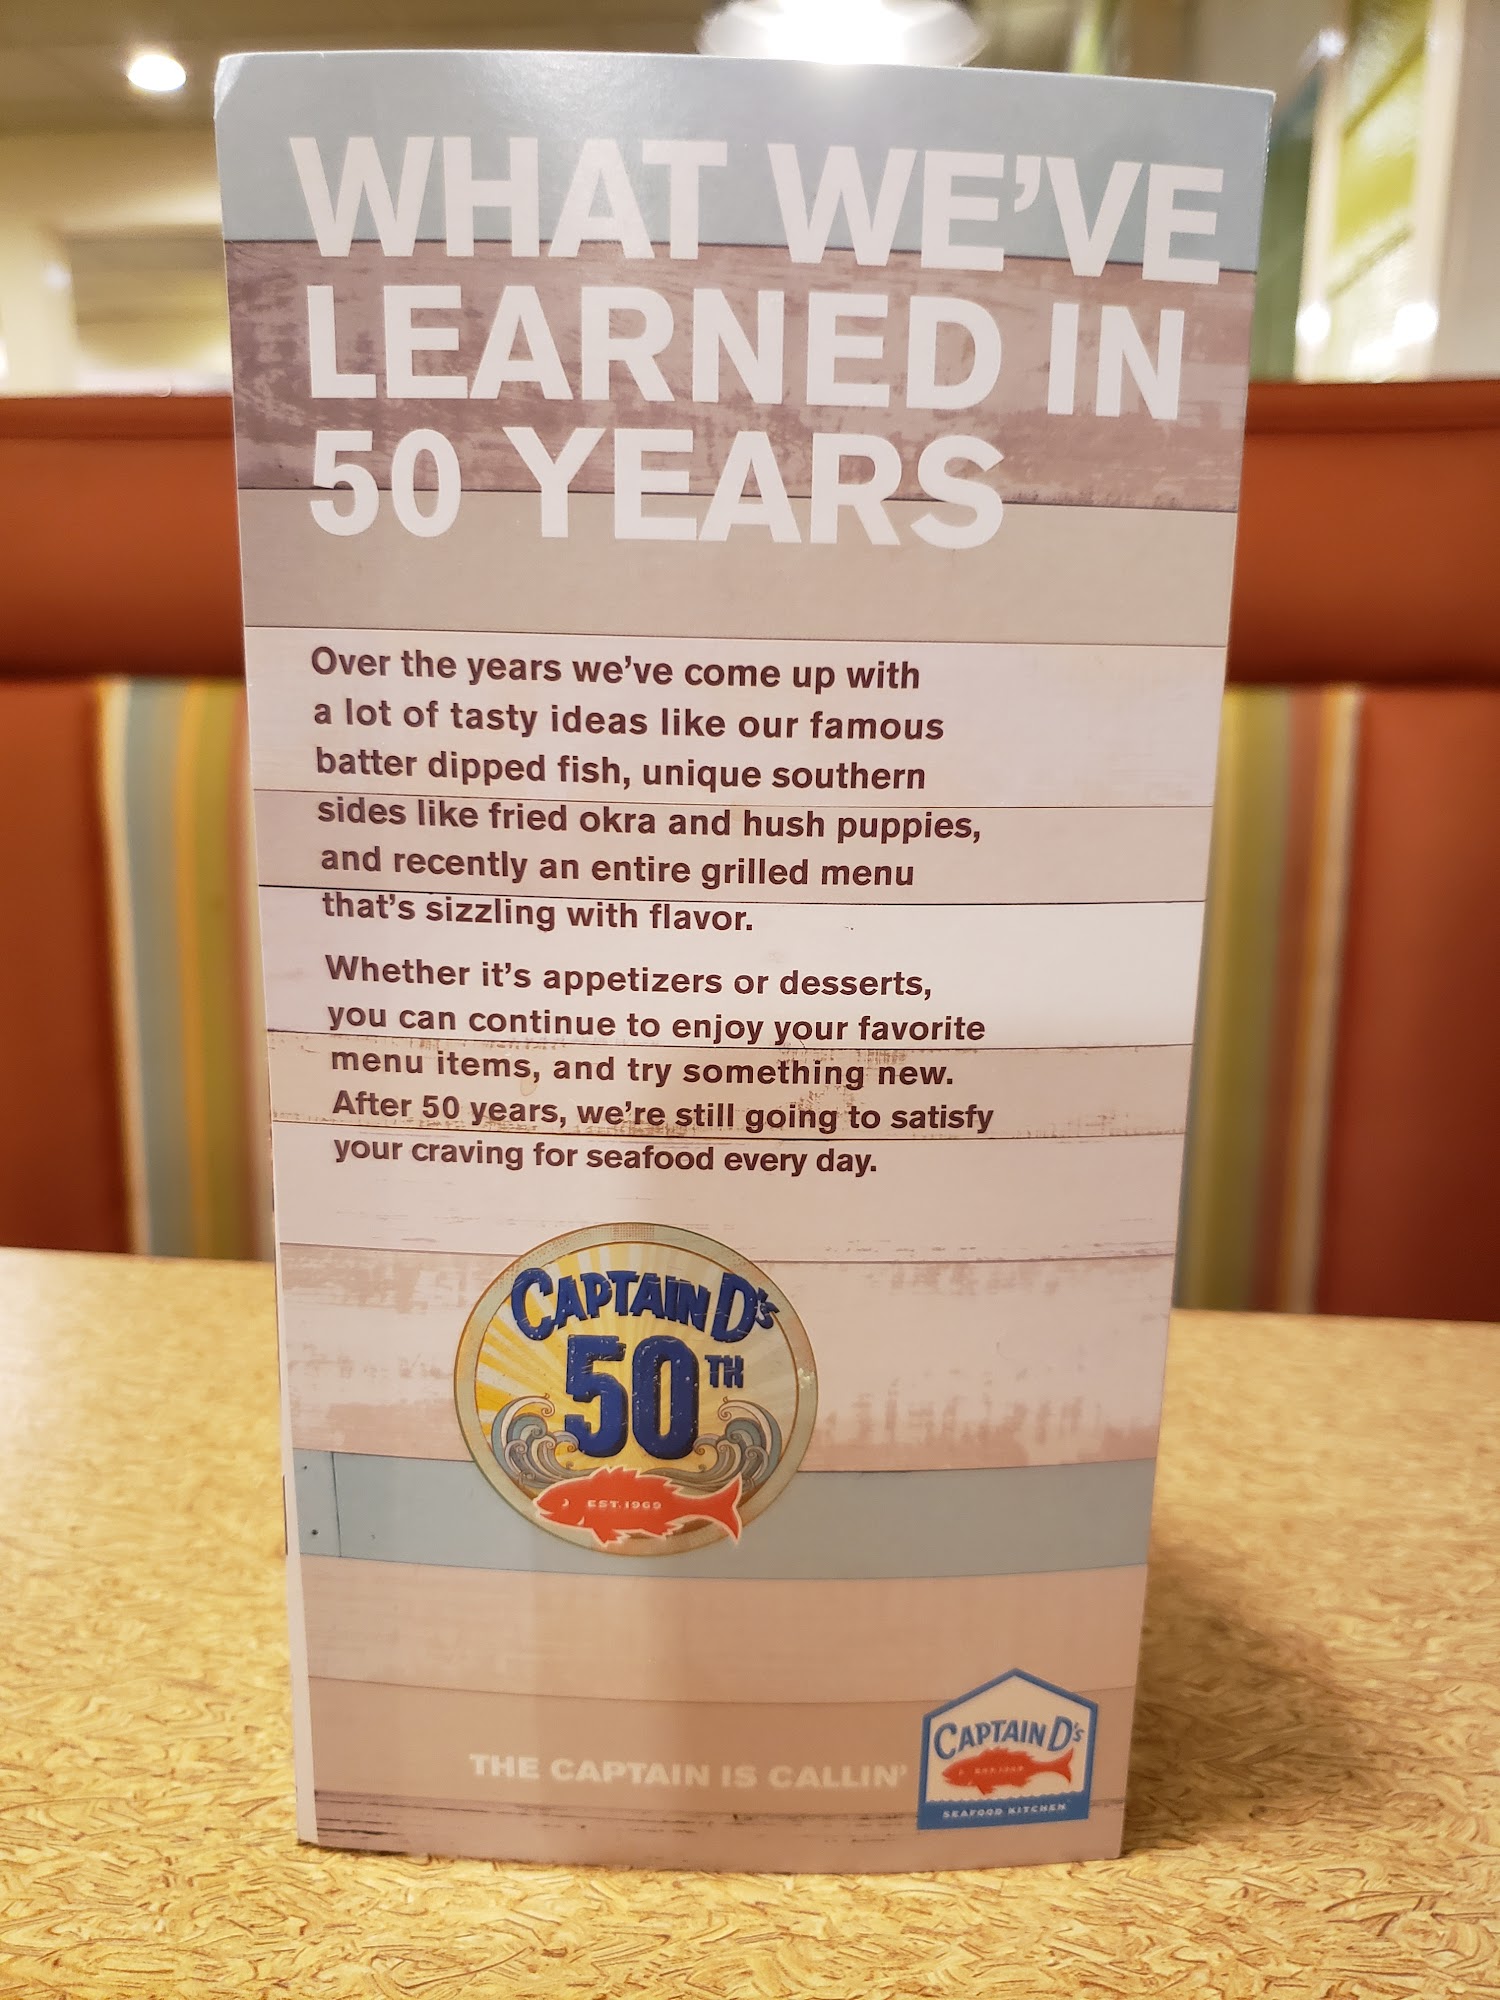 WHAT WE'VE
LEARNED IN
50 YEARS
Over the years we've come up with
a lot of tasty ideas like our famous
batter dipped fish, unique southern
sides like fried okra and hush puppies,
and recently an entire grilled menu
that's sizzling with flavor.
Whether it's appetizers or desserts,
you can continue to enjoy your favorite
menu items, and try something new.
After 50 years, we're still going to satisfy
your craving for seafood every day.
CAPTAIN D's
50TH
EST. 1969
THE CAPTAIN IS CALLIN'
CAPTAIN D's
EST. 1969
SEAFOOD KITCHEN